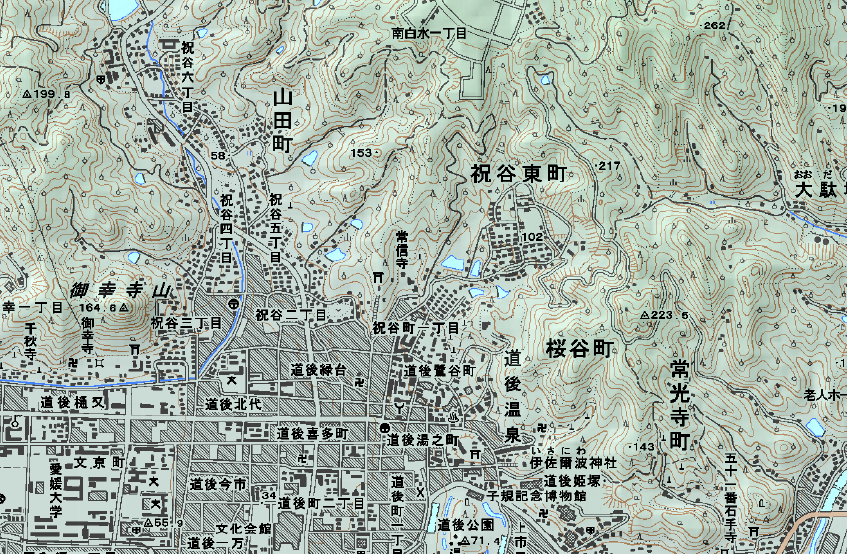 262
南白水一丁目
祝谷六丁目
199.8
山田町
153
58
217
祝谷東町
おおだ
大駄
祝谷四丁目
祝谷五丁目
常信寺
102
御幸寺山
幸一丁目
164.6
千秋寺
御幸寺
祝谷三丁目
祝谷二丁目
祝谷町一丁目
223.6
桜谷町
道後緑台
道後鷺谷町
道後温泉
常光寺町
老人ホー
道後樋又
道後北代
道後喜多町
道後湯之町
143
いさにわ
伊佐爾波神社
文京町
愛媛大学
道後今市
道後姫塚
子規記念博物館
五十一番石手寺
34
道後町二丁目
道後町一丁
55.9
文化会館
道後一万
道後公園
71.4
上市